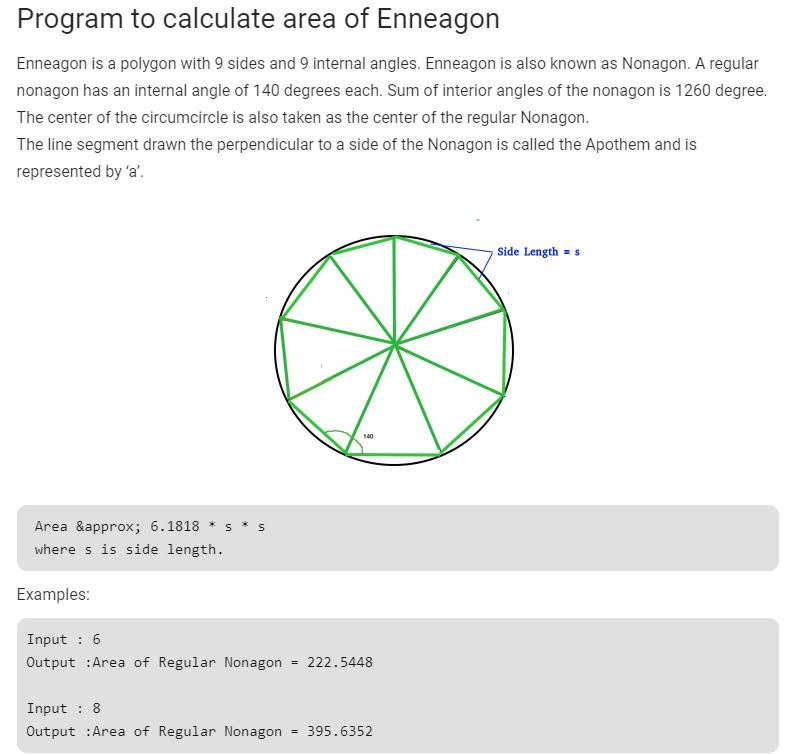 Program to calculate area of Enneagon
Enneagon is a polygon with 9 sides and 9 internal angles. Enneagon is also known as Nonagon. A regular
nonagon has an internal angle of 140 degrees each. Sum of interior angles of the nonagon is 1260 degree.
The center of the circumcircle is also taken as the center of the regular Nonagon.
The line segment drawn the perpendicular to a side of the Nonagon is called the Apothem and is
represented by ‘a’.
Side Length = s
140
Area &approx; 6.1818 * s * s
where s is side length.
Examples:
Input : 6
Output :Area of Regular Nonagon = 222.5448
Input : 8
Output :Area of Regular Nonagon = 395.6352